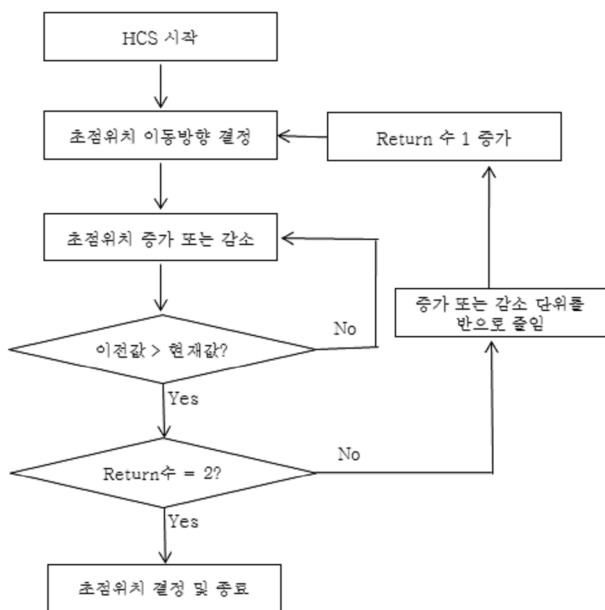 HCS 시작
초점위치 이동방향 결정
Return 수 1 증가
초점위치 증가 또는 감소
증가 또는 감소 단위를
반으로 줄임
No
이전값 > 현재값?
Yes
No
Return수 = 2?
Yes
초점위치 결정 및 종료